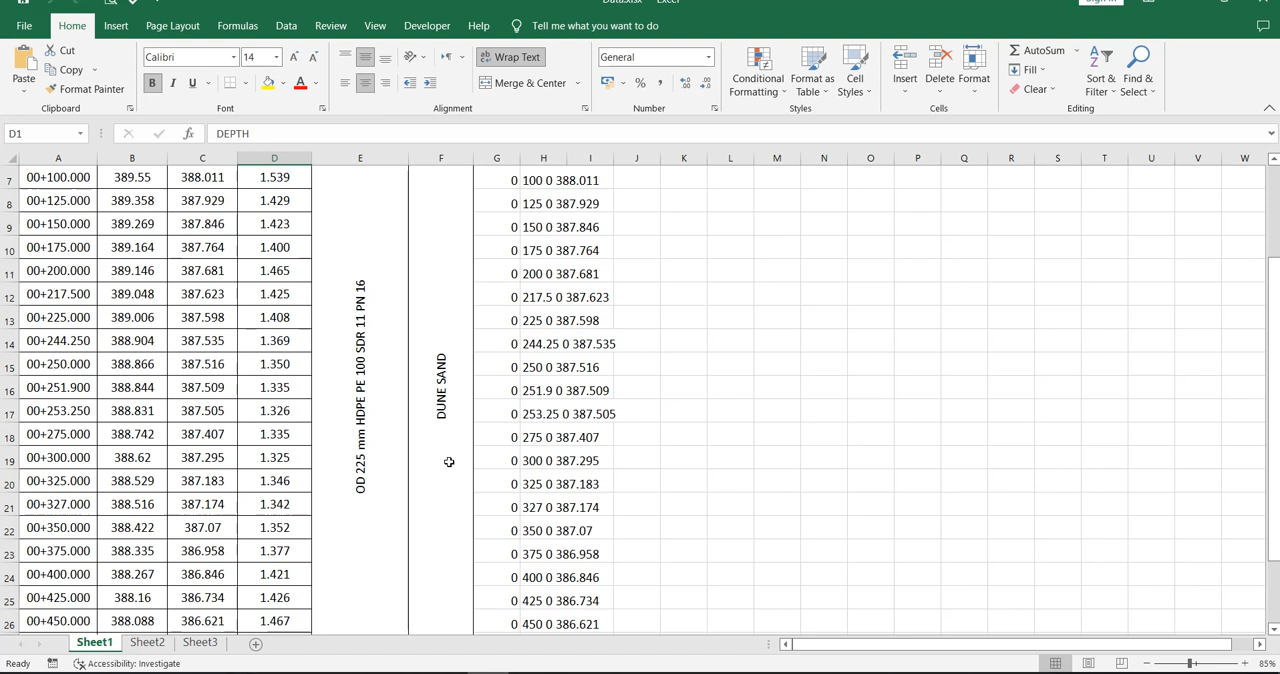 Data.xlsx - Excel
Sign in
File Home Insert Page Layout Formulas Data Review View Developer Help Tell me what you want to do
Paste
Cut
Copy
Format Painter
Clipboard
Calibri 14
B I U
Font
Wrap Text
Merge & Center
Alignment
General
Number
Conditional Formatting
Format as Table
Cell Styles
Styles
Insert Delete Format
Cells
AutoSum
Fill
Clear
Sort & Filter
Find & Select
Editing
D1 fx DEPTH
A B C D E F G H I J K L M N O P Q R S T U V W
7 00+100.000 389.55 388.011 1.539 0 100 0 388.011
8 00+125.000 389.358 387.929 1.429 0 125 0 387.929
9 00+150.000 389.269 387.846 1.423 0 150 0 387.846
10 00+175.000 389.164 387.764 1.400 0 175 0 387.764
11 00+200.000 389.146 387.681 1.465 0 200 0 387.681
12 00+217.500 389.048 387.623 1.425 0 217.5 0 387.623
13 00+225.000 389.006 387.598 1.408 0 225 0 387.598
14 00+244.250 388.904 387.535 1.369 0 244.25 0 387.535
15 00+250.000 388.866 387.516 1.350 0 250 0 387.516
16 00+251.900 388.844 387.509 1.335 0 251.9 0 387.509
17 00+253.250 388.831 387.505 1.326 0 253.25 0 387.505
18 00+275.000 388.742 387.407 1.335 0 275 0 387.407
19 00+300.000 388.62 387.295 1.325 0 300 0 387.295
20 00+325.000 388.529 387.183 1.346 0 325 0 387.183
21 00+327.000 388.516 387.174 1.342 0 327 0 387.174
22 00+350.000 388.422 387.07 1.352 0 350 0 387.07
23 00+375.000 388.335 386.958 1.377 0 375 0 386.958
24 00+400.000 388.267 386.846 1.421 0 400 0 386.846
25 00+425.000 388.16 386.734 1.426 0 425 0 386.734
26 00+450.000 388.088 386.621 1.467 0 450 0 386.621
OD 225 mm HDPE PE 100 SDR 11 PN 16
DUNE SAND
Sheet1 Sheet2 Sheet3
Ready Accessibility: Investigate 85%